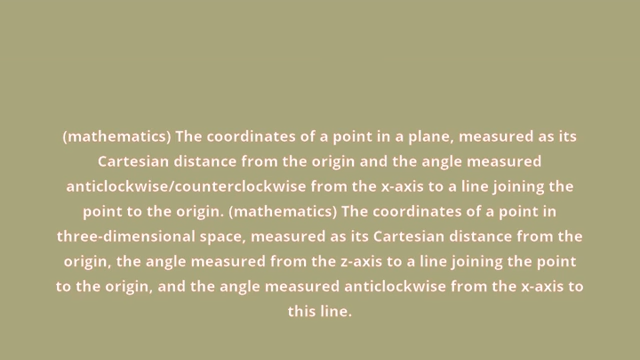 (mathematics) The coordinates of a point in a plane, measured as its
Cartesian distance from the origin and the angle measured
anticlockwise/counterclockwise from the x-axis to a line joining the
point to the origin. (mathematics) The coordinates of a point in
three-dimensional space, measured as its Cartesian distance from the
origin, the angle measured from the z-axis to a line joining the point
to the origin, and the angle measured anticlockwise from the x-axis to
this line.